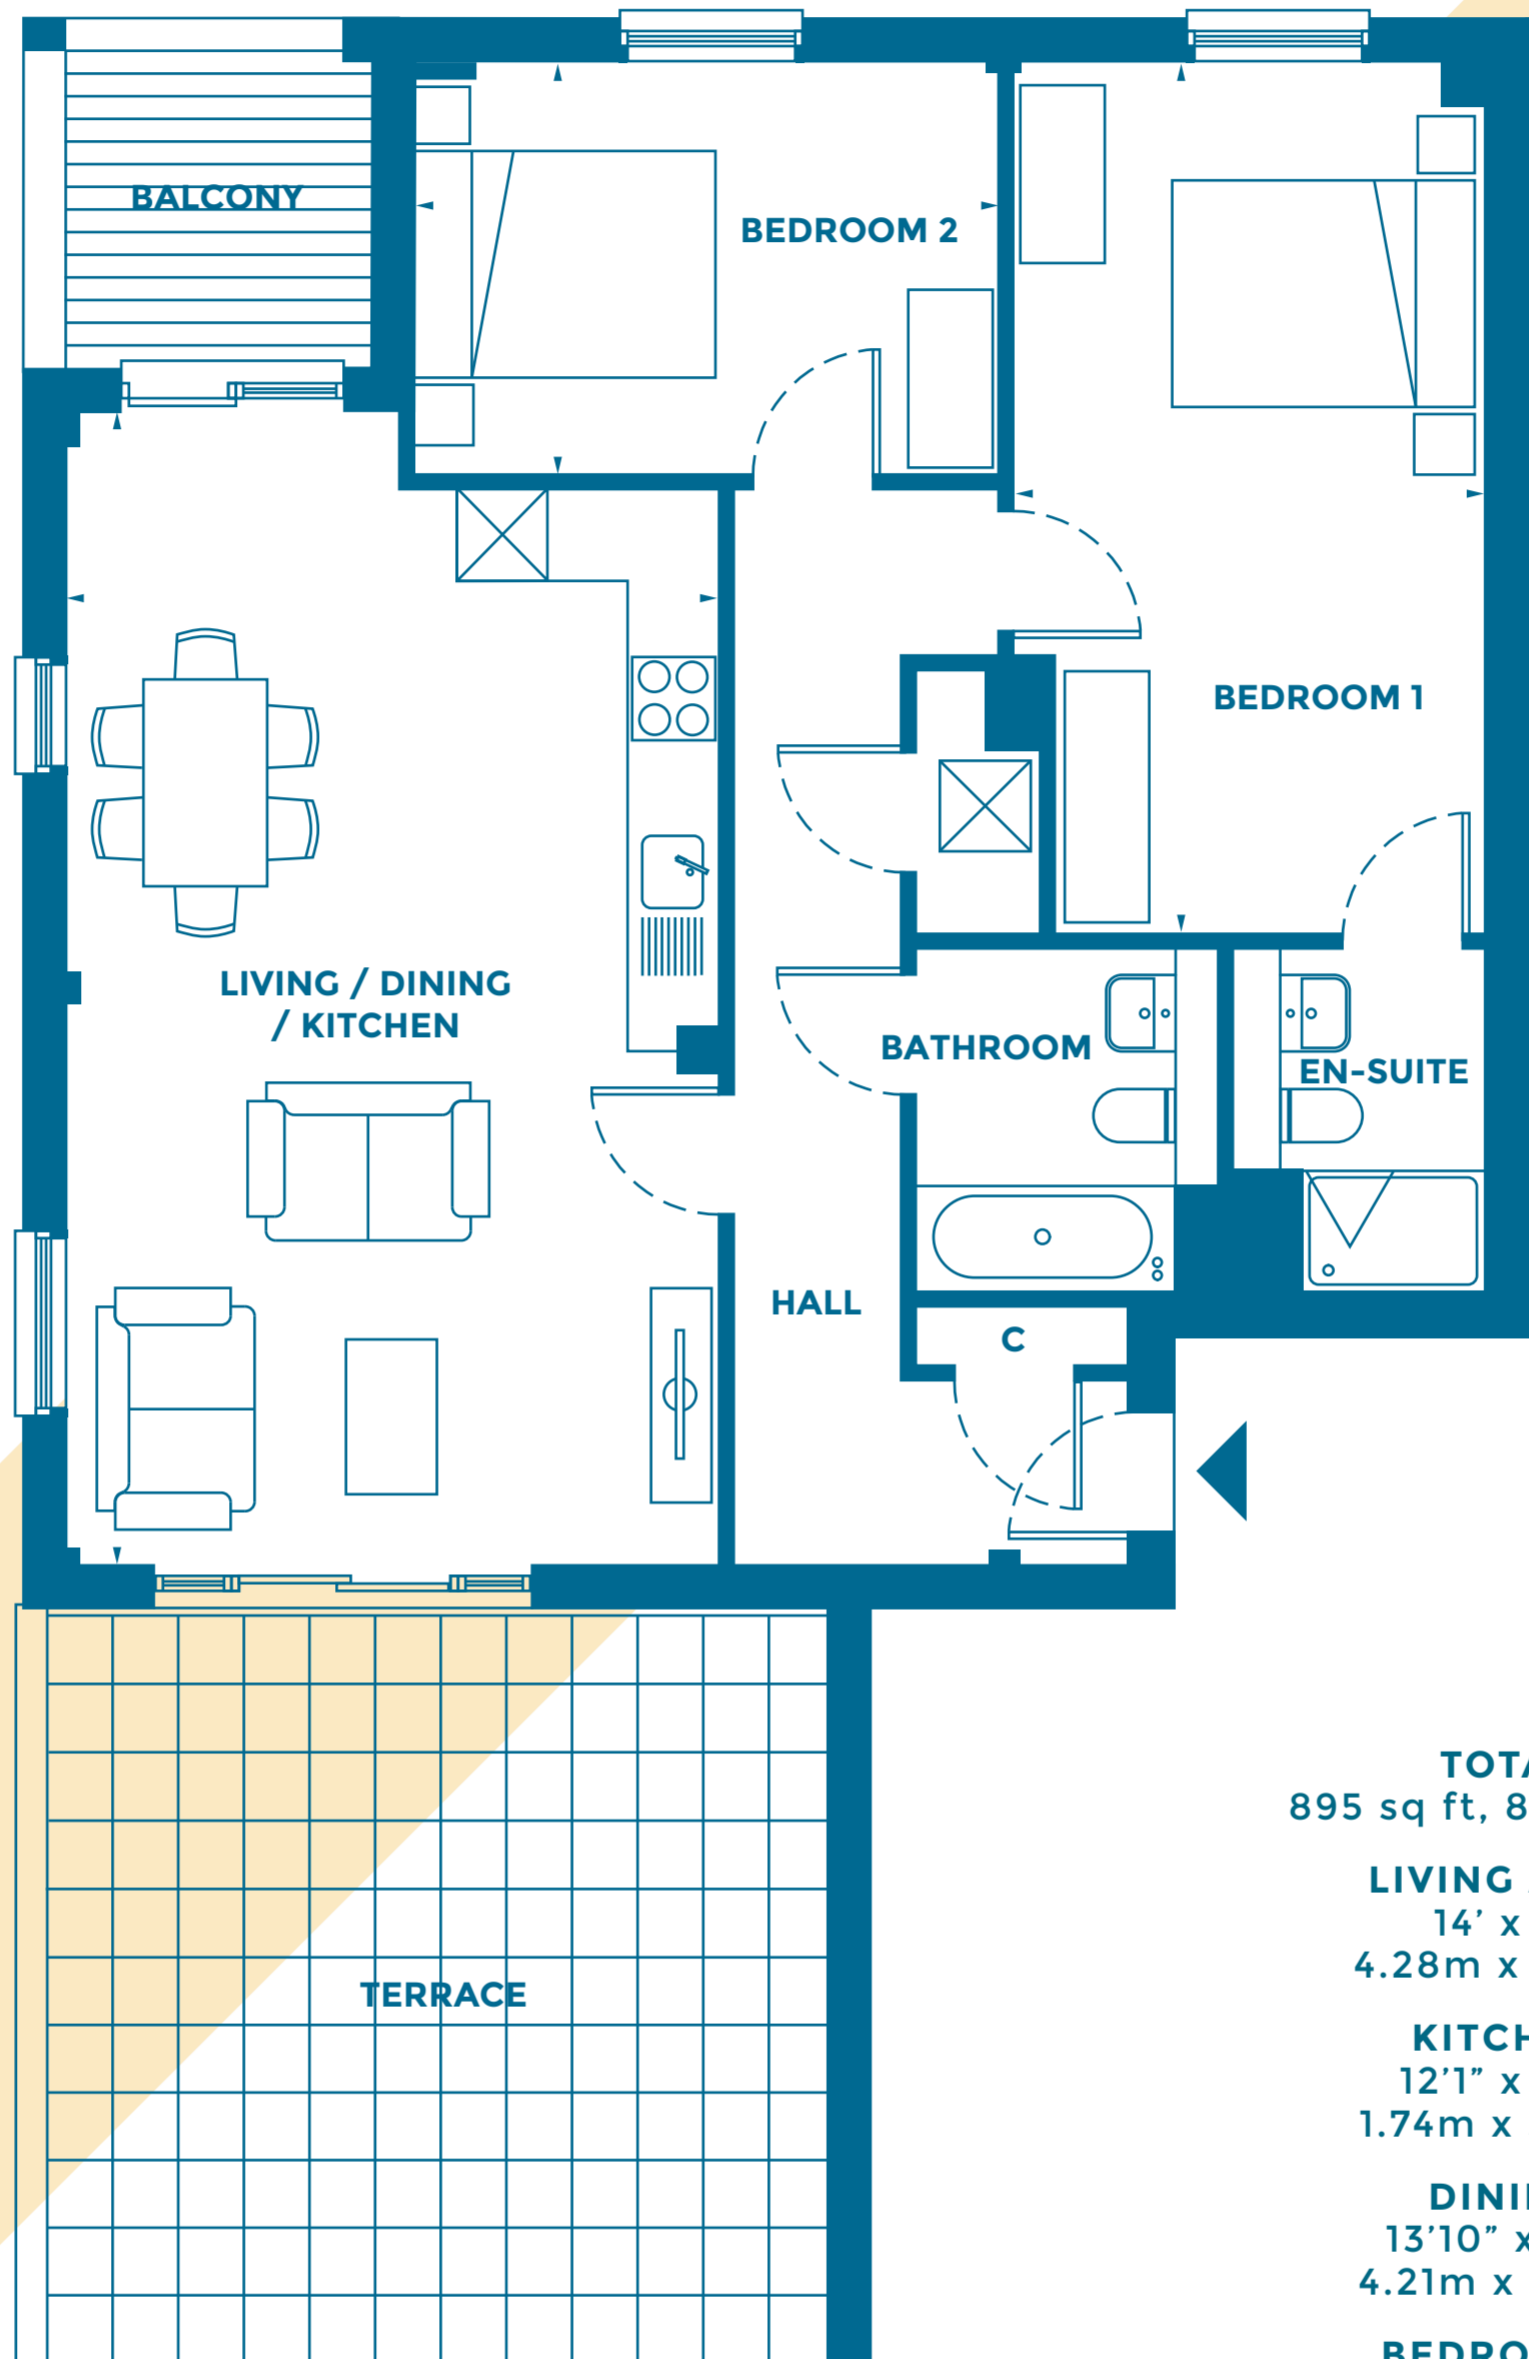 BALCONY
BEDROOM 2
BEDROOM 1
LIVING / DINING
/ KITCHEN
BATHROOM
EN-SUITE
HALL
C
TERRACE
895 sq ft,
LIVING
14’ x
4.28m x
12’1” x
1.74m x
13’10” x
4.21m x